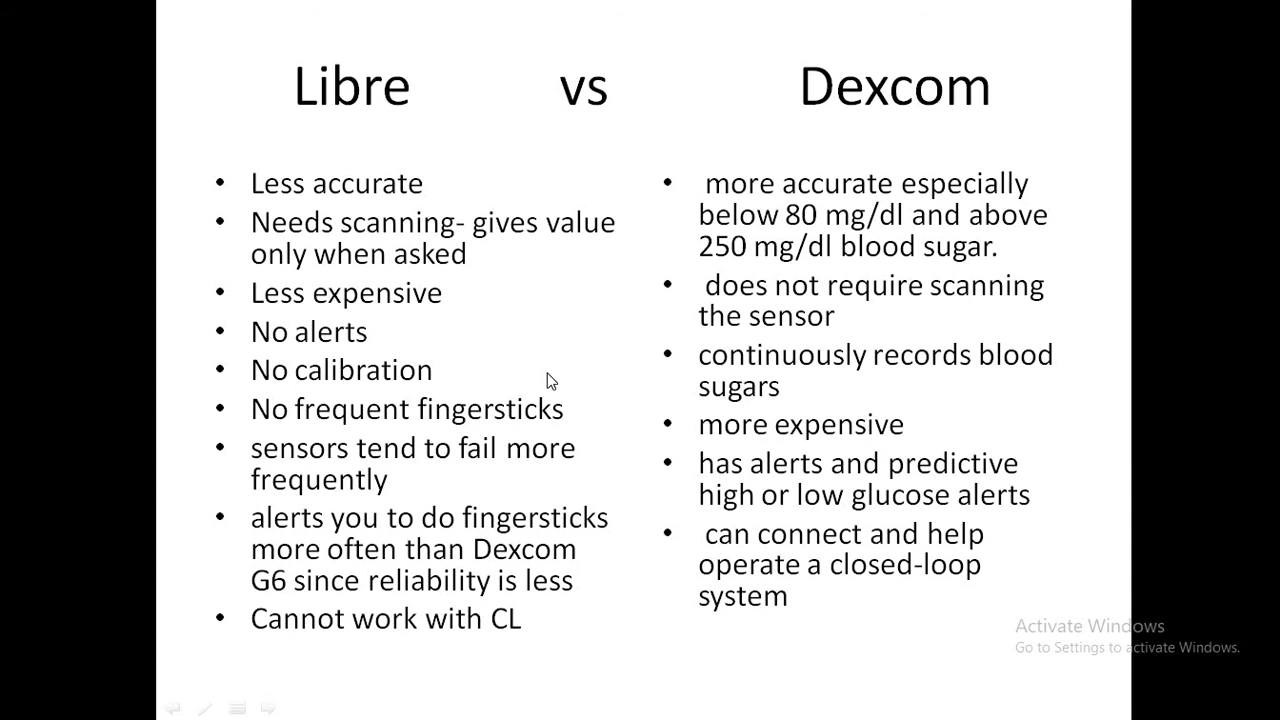 Libre vs Dexcom
• Less accurate
• Needs scanning- gives value
only when asked
• Less expensive
• No alerts
• No calibration
• No frequent fingersticks
• sensors tend to fail more
frequently
• alerts you to do fingersticks
more often than Dexcom
G6 since reliability is less
• Cannot work with CL
• more accurate especially
below 80 mg/dl and above
250 mg/dl blood sugar.
• does not require scanning
the sensor
• continuously records blood
sugars
• more expensive
• has alerts and predictive
high or low glucose alerts
• can connect and help
operate a closed-loop
system
Activate Windows
Go to Settings to activate Windows.